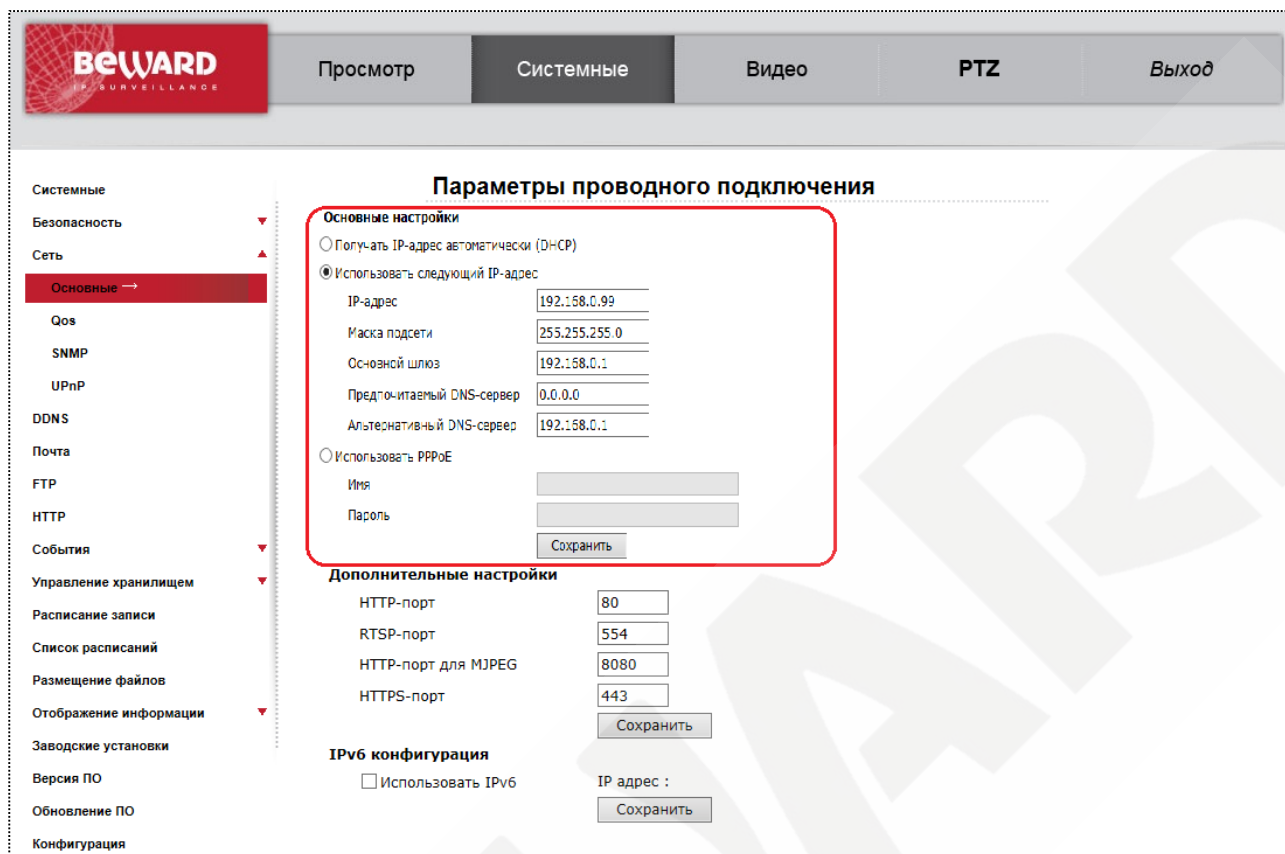 BEWARD
IP SURVEILLANCE
Просмотр
Системные
Видео
PTZ
Выход
Системные
Безопасность
Сеть
Основные →
Qos
SNMP
UPnP
DDNS
Почта
FTP
HTTP
События
Управление хранилищем
Расписание записи
Список расписаний
Размещение файлов
Отображение информации
Заводские установки
Версия ПО
Обновление ПО
Конфигурация
Параметры проводного подключения
Основные настройки
Получать IP-адрес автоматически (DHCP)
Использовать следующий IP-адрес
IP-адрес 192.168.0.99
Маска подсети 255.255.255.0
Основной шлюз 192.168.0.1
Предпочитаемый DNS-сервер 0.0.0.0
Альтернативный DNS-сервер 192.168.0.1
Использовать PPPoE
Имя
Пароль
Сохранить
Дополнительные настройки
HTTP-порт 80
RTSP-порт 554
HTTP-порт для MJPEG 8080
HTTPS-порт 443
Сохранить
IPv6 конфигурация
Использовать IPv6 IP адрес :
Сохранить